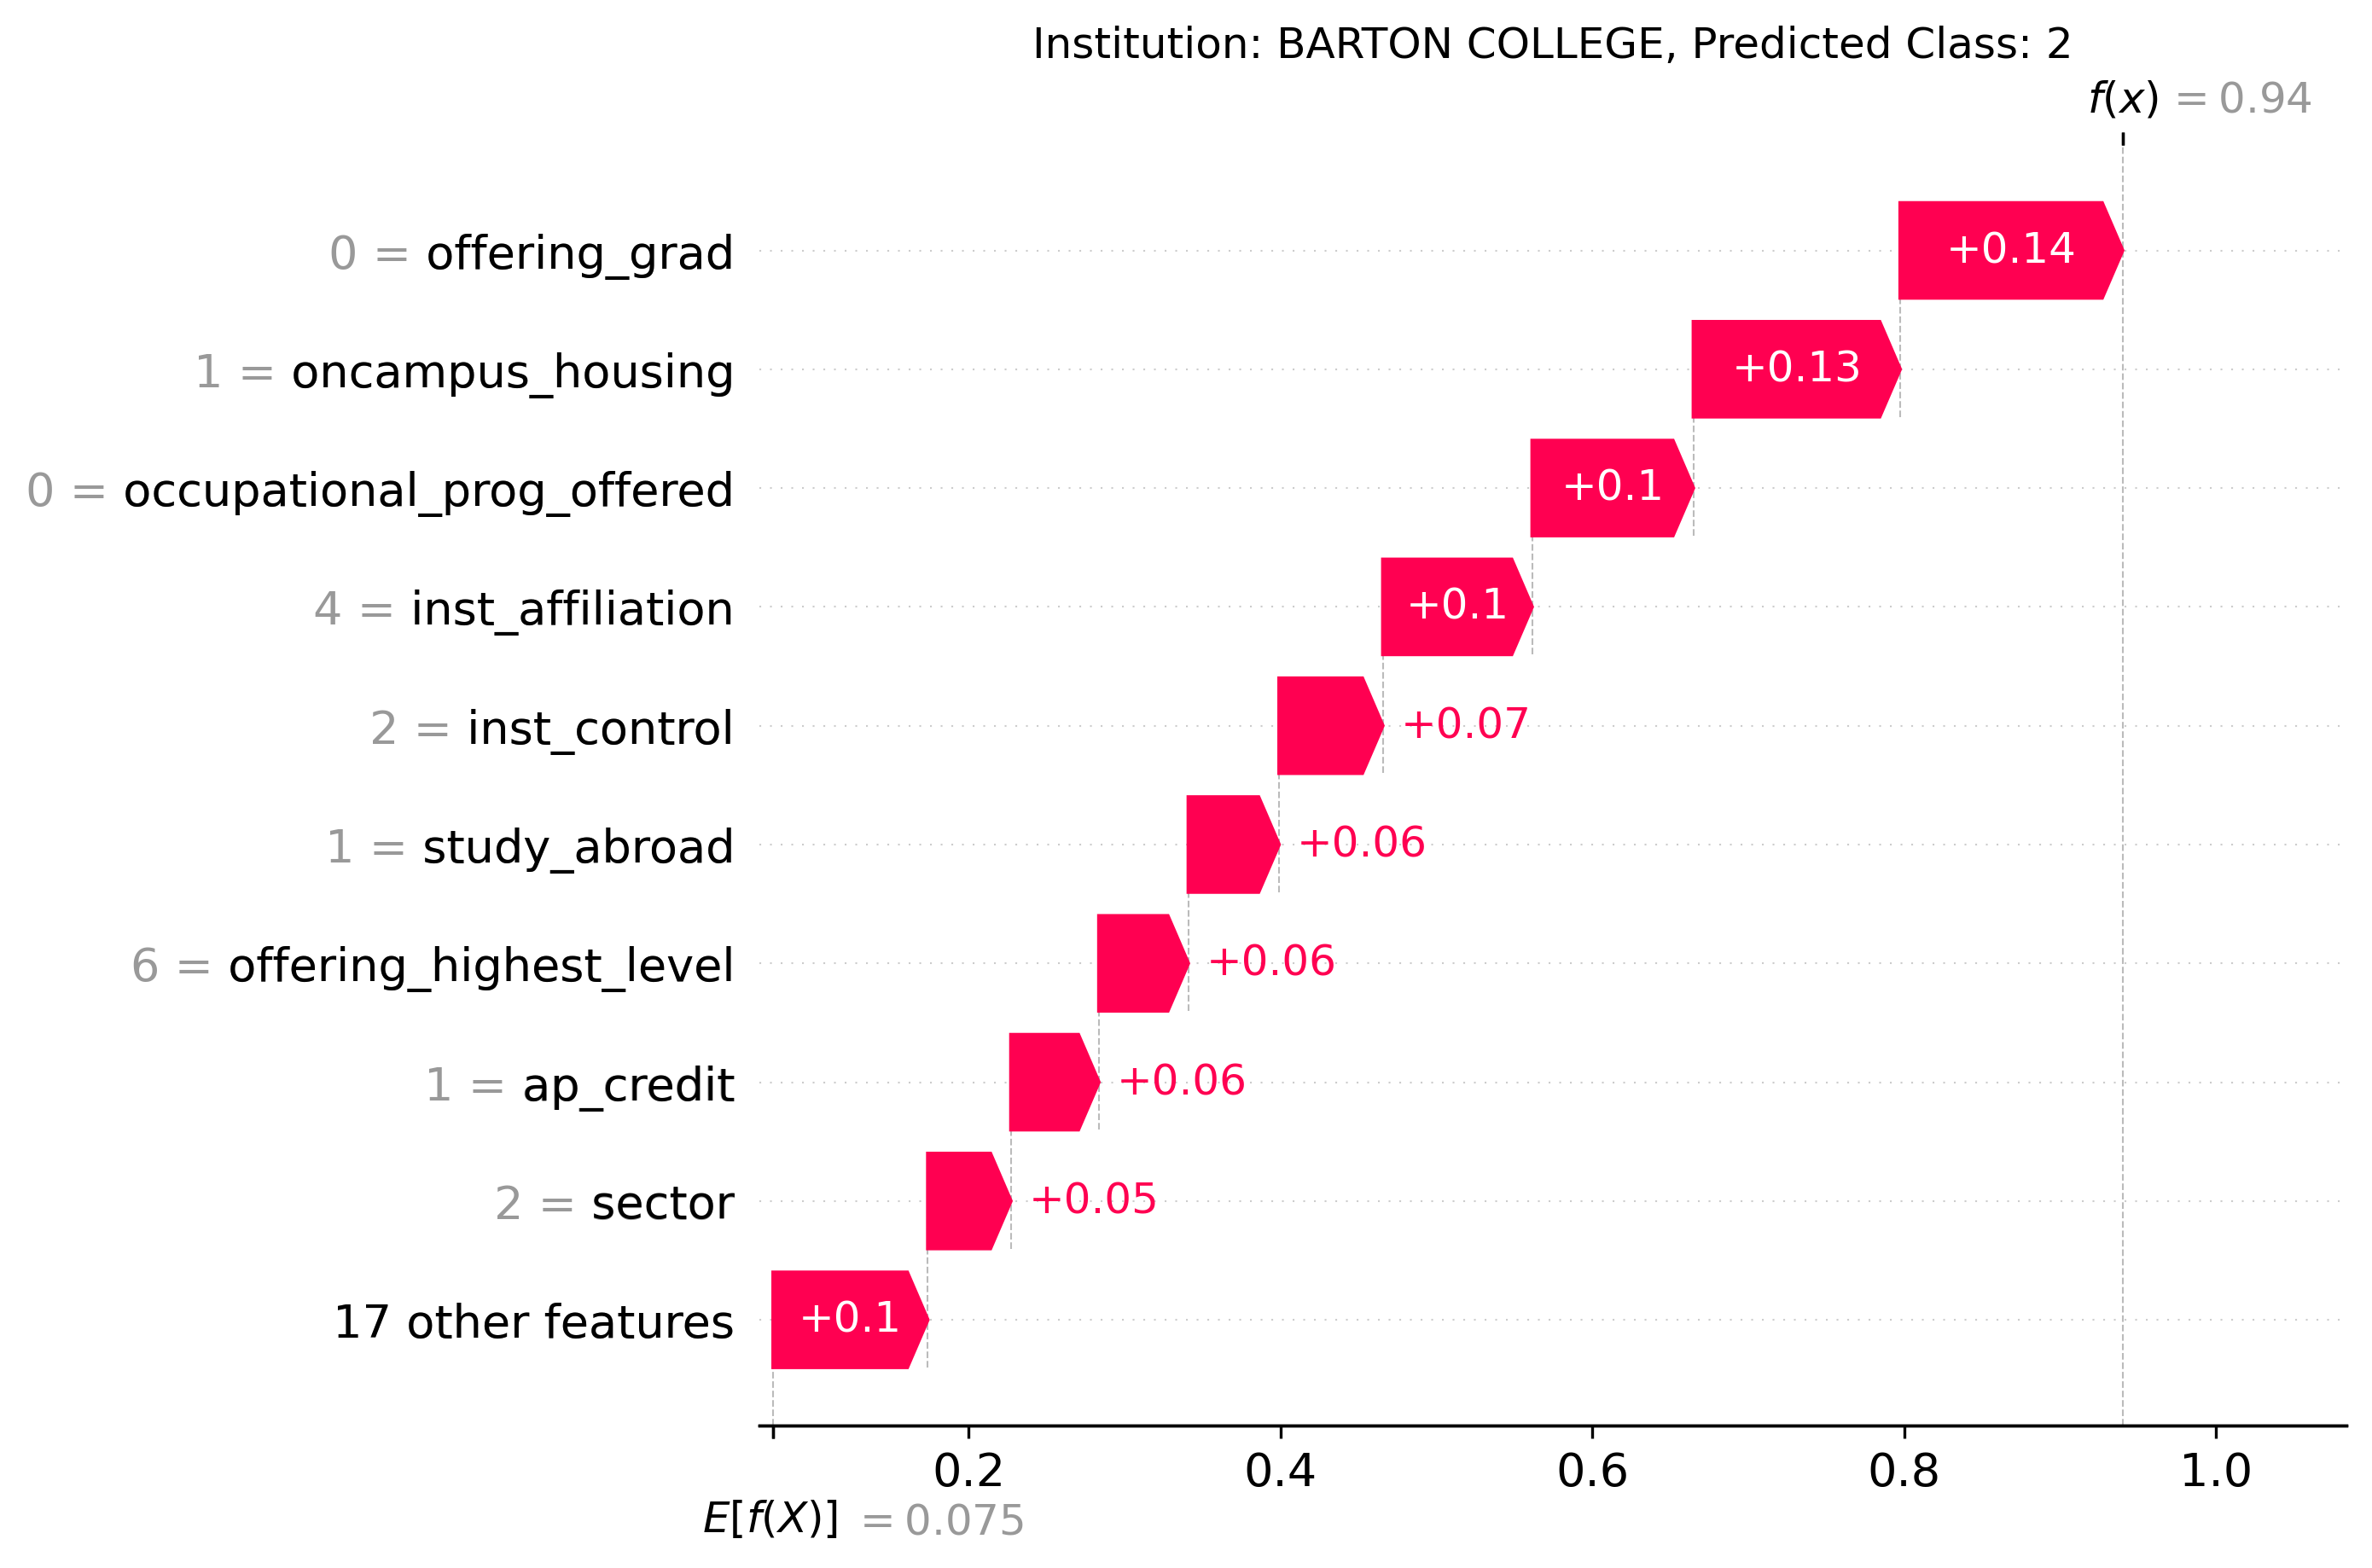 Institution: BARTON COLLEGE, Predicted Class: 2
f(x) = 0.94
0 = offering_grad +0.14
1 = oncampus_housing +0.13
0 = occupational_prog_offered +0.1
4 = inst_affiliation +0.1
2 = inst_control +0.07
1 = study_abroad +0.06
6 = offering_highest_level +0.06
1 = ap_credit +0.06
2 = sector +0.05
17 other features +0.1
0.2 0.4 0.6 0.8 1.0
E[f(X)] = 0.075